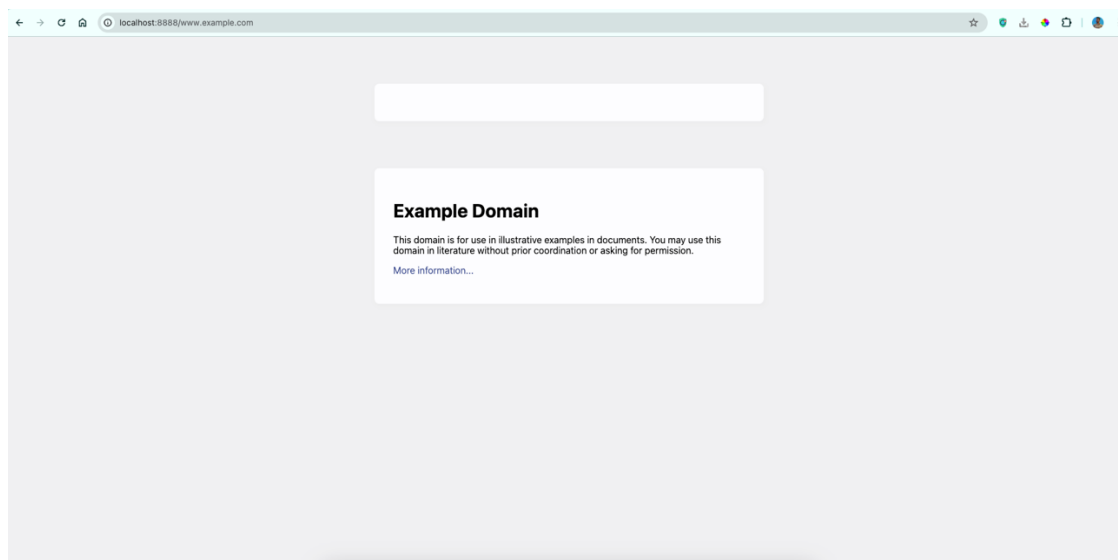 localhost:8888/www.example.com
Example Domain
This domain is for use in illustrative examples in documents. You may use this
domain in literature without prior coordination or asking for permission.
More information...